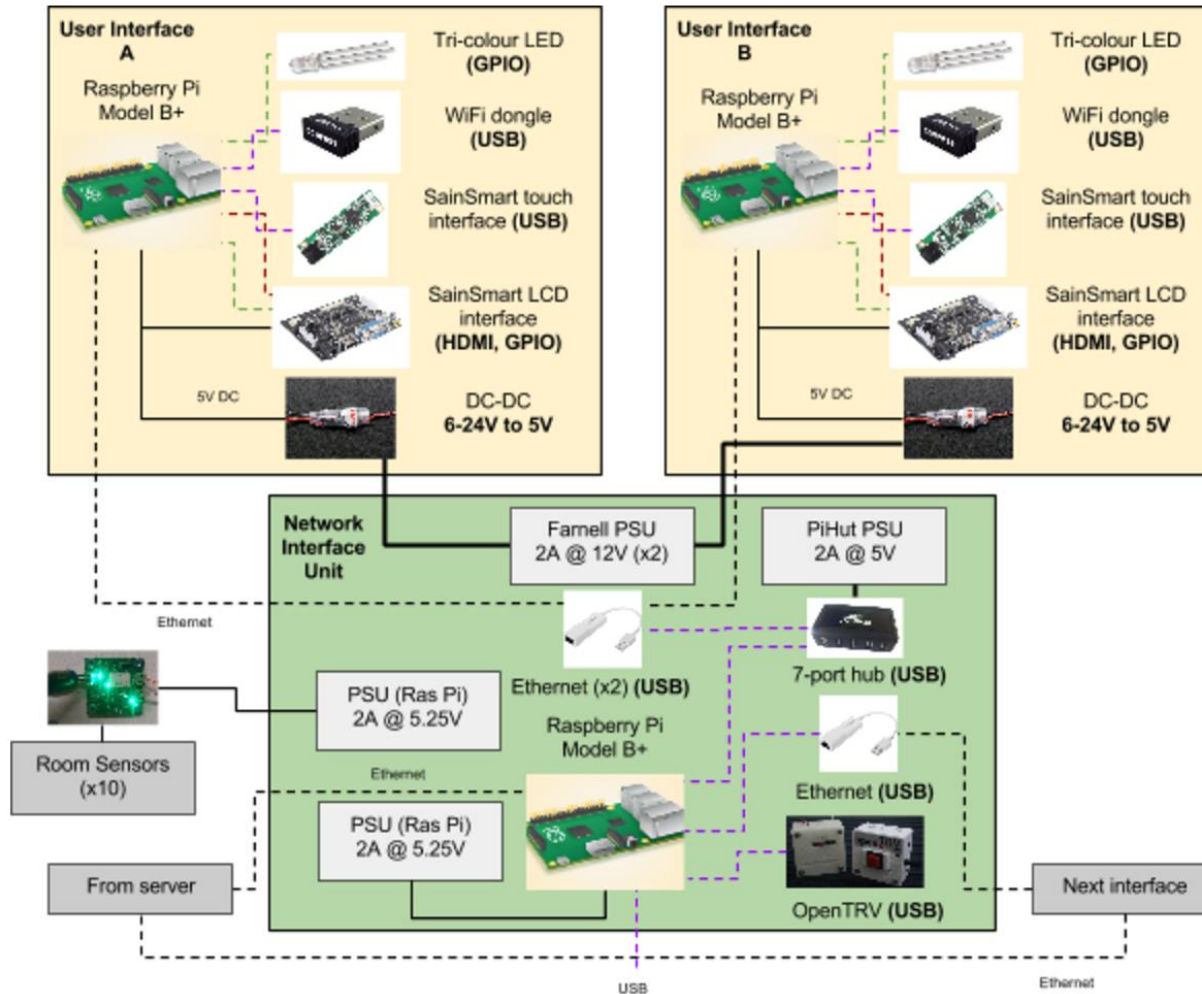 User Interface
A
Raspberry Pi
Model B+
Tri-colour LED
(GPIO)
WiFi dongle
(USB)
SainSmart touch
interface (USB)
SainSmart LCD
interface
(HDMI, GPIO)
5V DC
DC-DC
6-24V to 5V
User Interface
B
Raspberry Pi
Model B+
Tri-colour LED
(GPIO)
WiFi dongle
(USB)
SainSmart touch
interface (USB)
SainSmart LCD
interface
(HDMI, GPIO)
5V DC
DC-DC
6-24V to 5V
Network
Interface
Unit
Farnell PSU
2A @ 12V (x2)
PiHut PSU
2A @ 5V
Ethernet
Ethernet (x2) (USB)
7-port hub (USB)
PSU (Ras Pi)
2A @ 5.25V
Raspberry Pi
Model B+
Room Sensors
(x10)
Ethernet
Ethernet (USB)
PSU (Ras Pi)
2A @ 5.25V
From server
Next interface
OpenTRV (USB)
USB
Ethernet